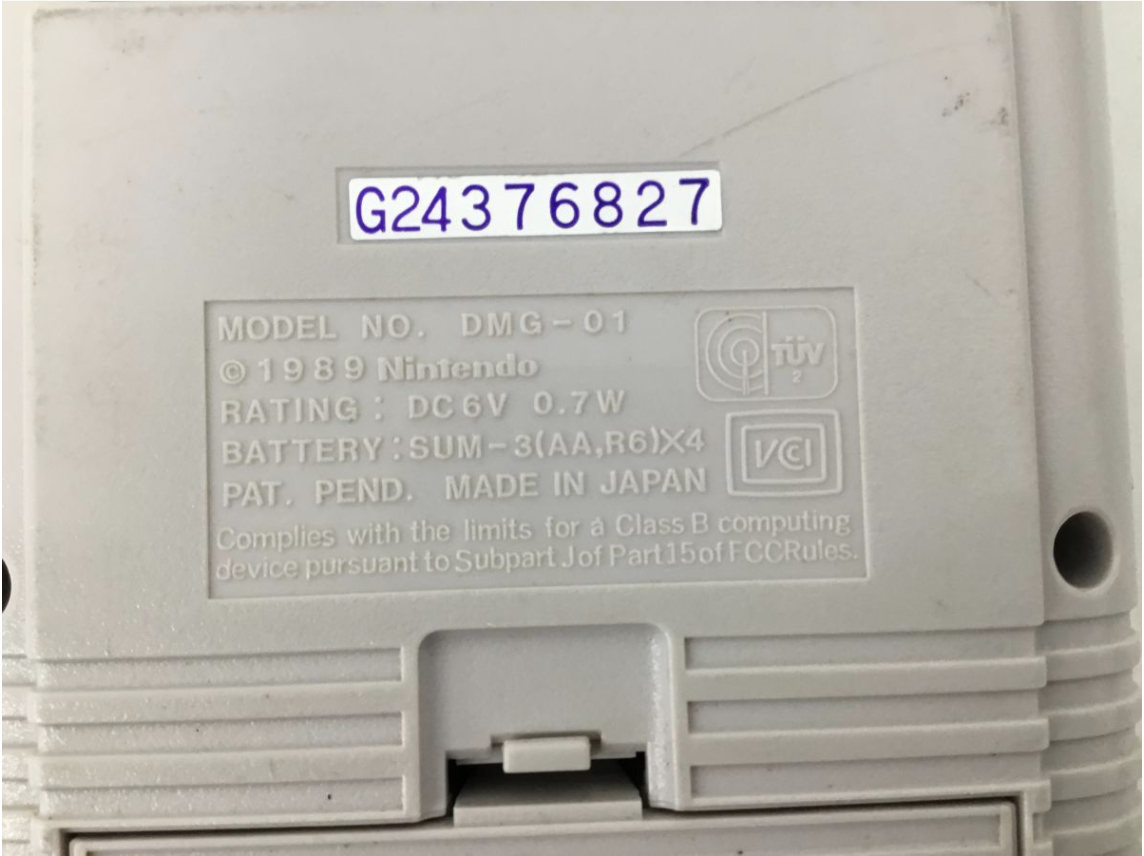 G24376827
MODEL NO. DMG-01
©1989 Nintendo
RATING: DC6V 0.7W
BATTERY:SUM-3(AA,R6)X4
PAT. PEND. MADE IN JAPAN
Complies with the limits for a Class B computing
device pursuant to Subpart J of Part 15 of FCC Rules.
TÜV
2
VCI